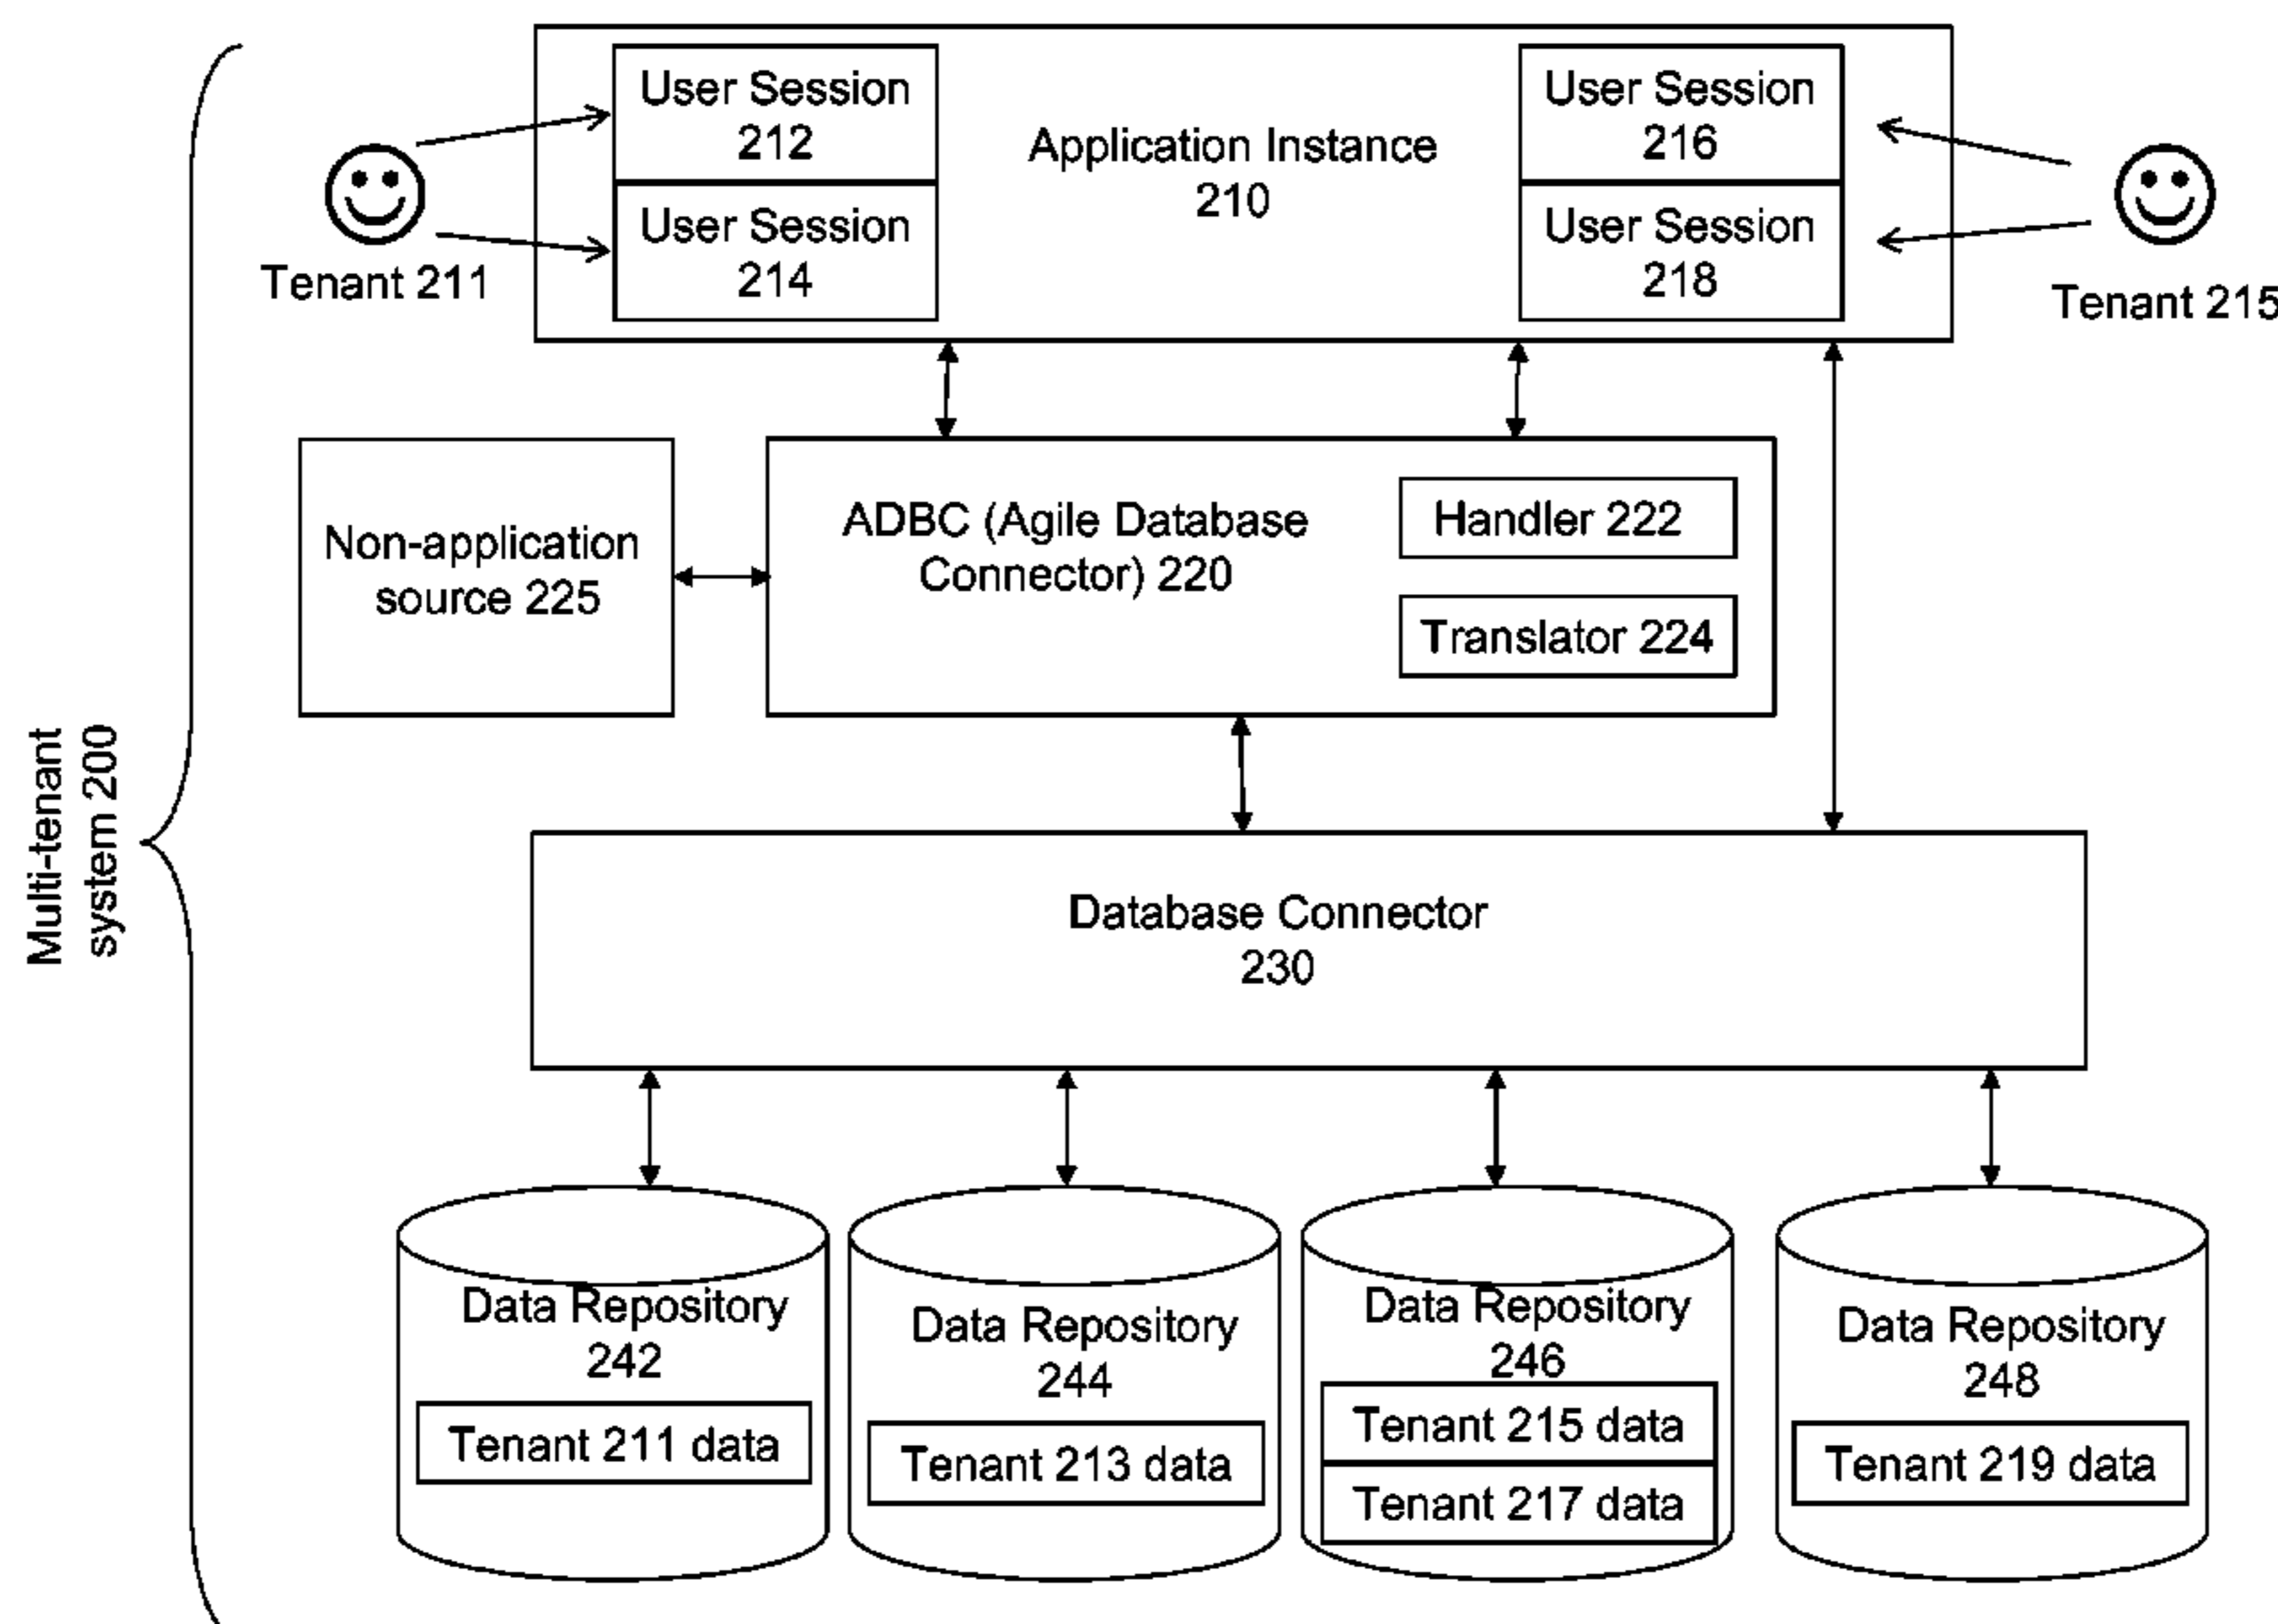 User Session
212
User Session
214
Application Instance
210
User Session
216
User Session
218
Tenant 211
Tenant 215
Non-application
source 225
ADBC (Agile Database
Connector) 220
Handler 222
Translator 224
Multi-tenant
system 200
Database Connector
230
Data Repository
242
Tenant 211 data
Data Repository
244
Tenant 213 data
Data Repository
246
Tenant 215 data
Tenant 217 data
Data Repository
248
Tenant 219 data